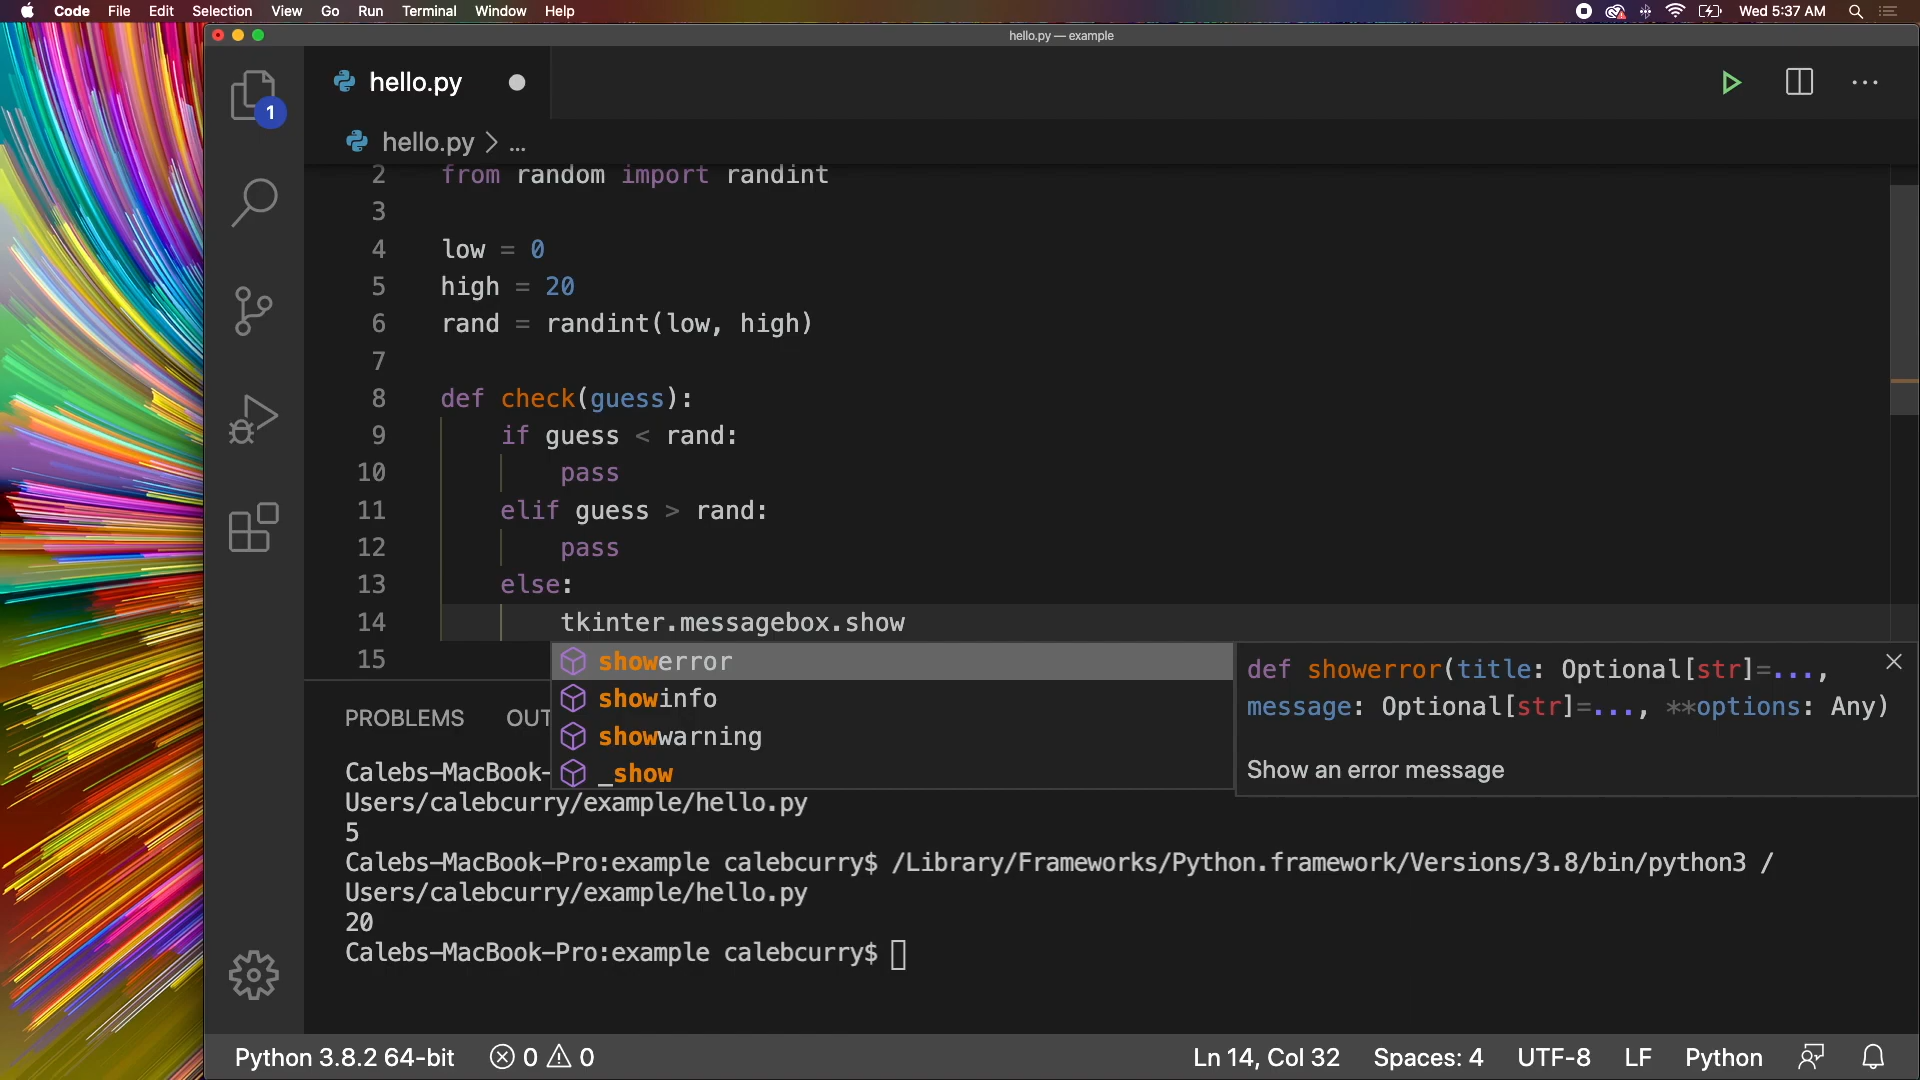 Code File Edit Selection View Go Run Terminal Window Help Wed 5:37 AM
hello.py — example
1
hello.py
hello.py > ...
2 from random import randint
3
4 low = 0
5 high = 20
6 rand = randint(low, high)
7
8 def check(guess):
9 if guess < rand:
10 pass
11 elif guess > rand:
12 pass
13 else:
14 tkinter.messagebox.show
15
showerror
showinfo
showwarning
_show
def showerror(title: Optional[str]=...,
message: Optional[str]=..., **options: Any)
Show an error message
PROBLEMS OUT
Calebs-MacBook-
Users/calebcurry/example/hello.py
5
Calebs-MacBook-Pro:example calebcurry$ /Library/Frameworks/Python.framework/Versions/3.8/bin/python3 /
Users/calebcurry/example/hello.py
20
Calebs-MacBook-Pro:example calebcurry$
Python 3.8.2 64-bit 0 0 Ln 14, Col 32 Spaces: 4 UTF-8 LF Python